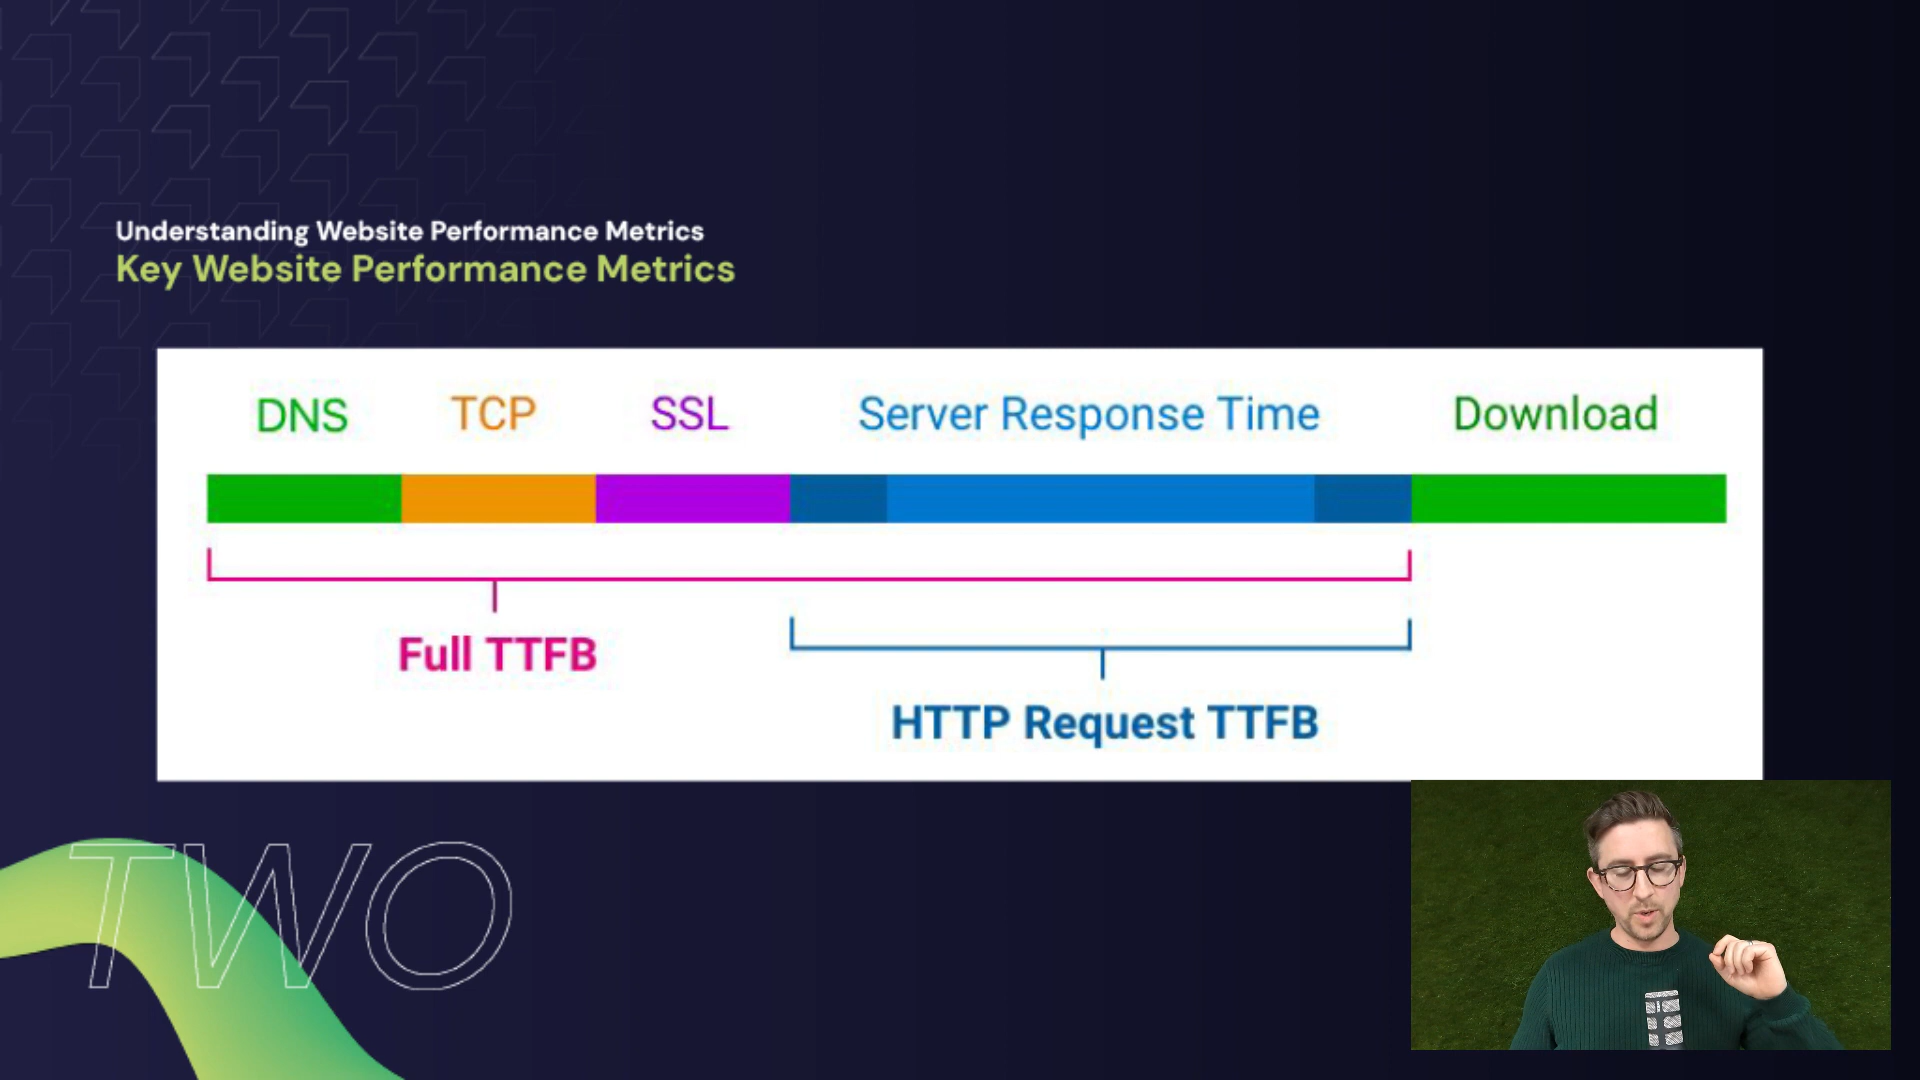 Understanding Website Performance Metrics
Key Website Performance Metrics
DNS TCP SSL Server Response Time Download
Full TTFB
HTTP Request TTFB
TWO